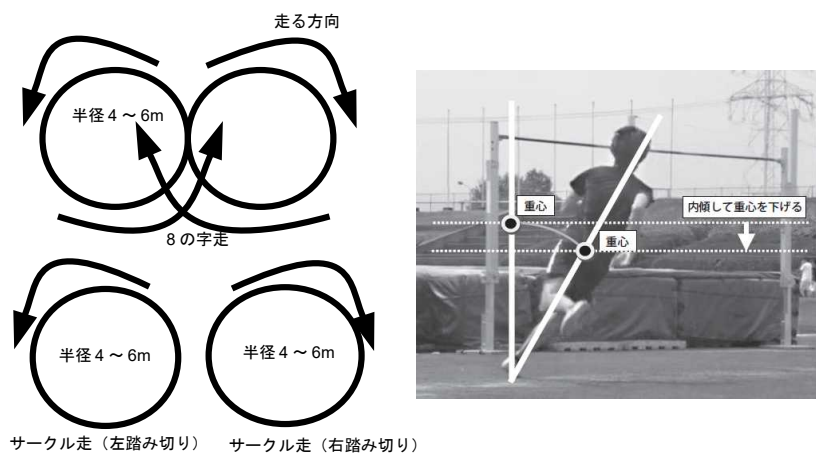 走る方向
半径 4 ～ 6m
8 の字走
半径 4 ～ 6m
半径 4 ～ 6m
サークル走（左踏み切り）
サークル走（右踏み切り）
重心
内傾して重心を下げる
重心